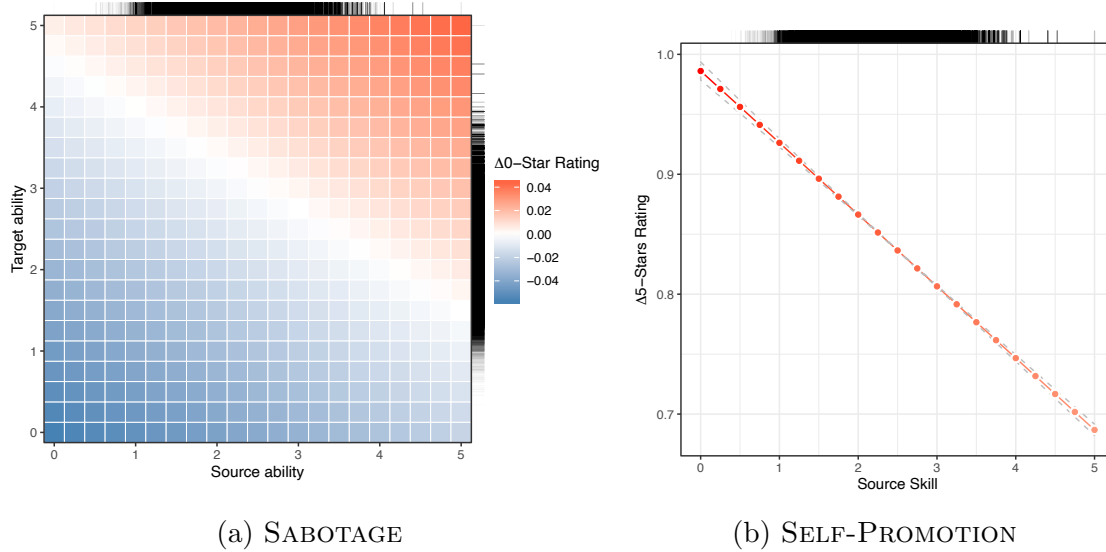 5
4
3
2
1
0
Target ability
0 1 2 3 4 5
Source ability
Δ0−Star Rating
0.04
0.02
0.00
−0.02
−0.04
(a) Sabotage
1.0
0.9
0.8
0.7
Δ5−Stars Rating
0 1 2 3 4 5
Source Skill
(b) Self-Promotion